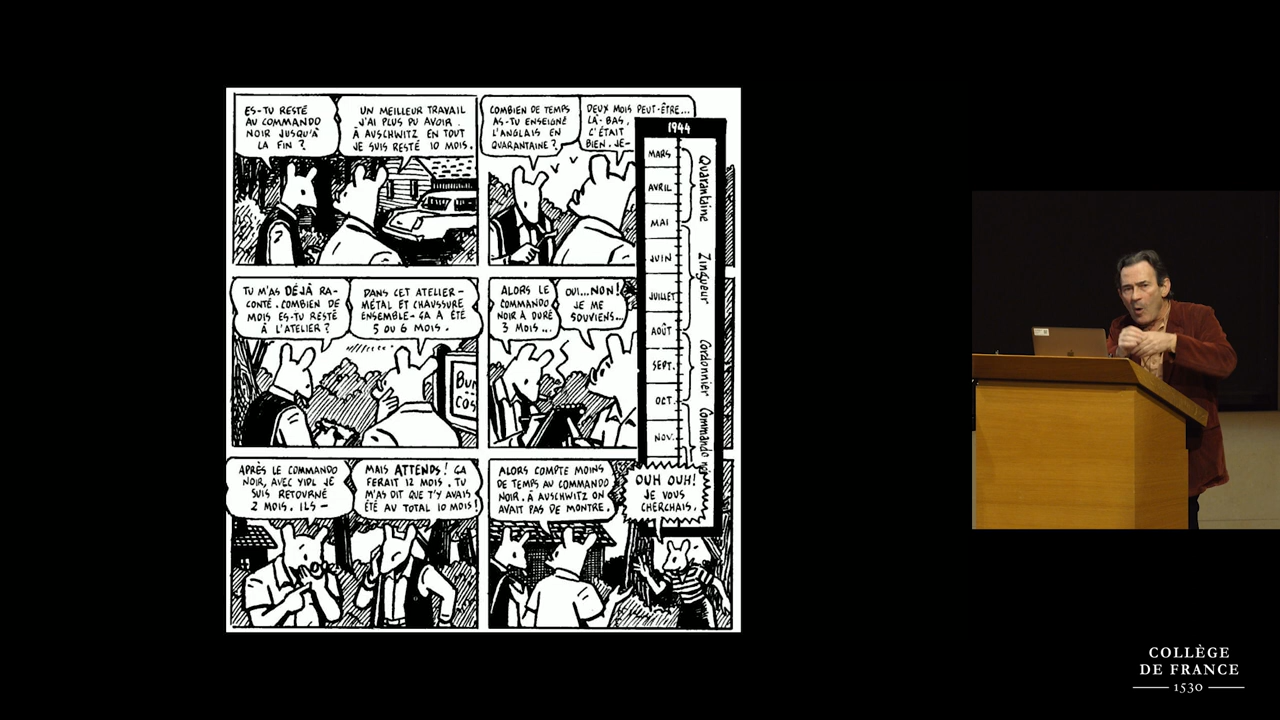 ES-TU RESTÉ
AU COMMANDO
NOIR JUSQU'À
LA FIN ?
UN MEILLEUR TRAVAIL
J'AI PLUS PU AVOIR.
À AUSCHWITZ EN TOUT
JE SUIS RESTÉ 10 MOIS.
COMBIEN DE TEMPS
AS-TU ENSEIGNÉ
L'ANGLAIS EN
QUARANTAINE ?
DEUX MOIS PEUT-ÊTRE...
LÀ-BAS,
C'ÉTAIT
BIEN. JE-
1944
MARS
AVRIL
MAI
JUIN
JUILLET
AOÛT
SEPT.
OCT.
NOV.
Quarantaine
Zingueur
Cordonnier
Commando
TU M'AS DÉJÀ RA-
CONTÉ. COMBIEN DE
MOIS ES-TU RESTÉ
À L'ATELIER ?
DANS CET ATELIER-
MÉTAL ET CHAUSSURE
ENSEMBLE - ÇA A ÉTÉ
5 OU 6 MOIS.
BUN
COS
ALORS LE
COMMANDO
NOIR A DURÉ
3 MOIS...
OUI...NON!
JE ME
SOUVIENS...
APRÈS LE COMMANDO
NOIR, AVEC YIDL JE
SUIS RETOURNÉ
2 MOIS. ILS -
MAIS ATTENDS! ÇA
FERAIT 12 MOIS. TU
M'AS DIT QUE T'Y AVAIS
ÉTÉ AU TOTAL 10 MOIS!
ALORS COMPTE MOINS
DE TEMPS AU COMMANDO
NOIR. À AUSCHWITZ ON
AVAIT PAS DE MONTRE.
OUH OUH!
JE VOUS
CHERCHAIS.
COLLÈGE
DE FRANCE
1530